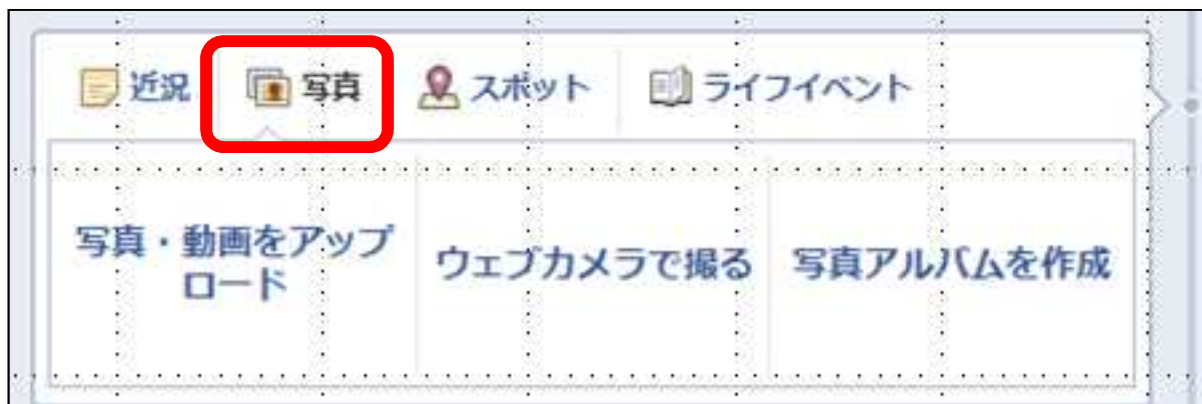 近況 写真 スポット ライフイベント
写真・動画をアップ
ロード
ウェブカメラで撮る
写真アルバムを作成